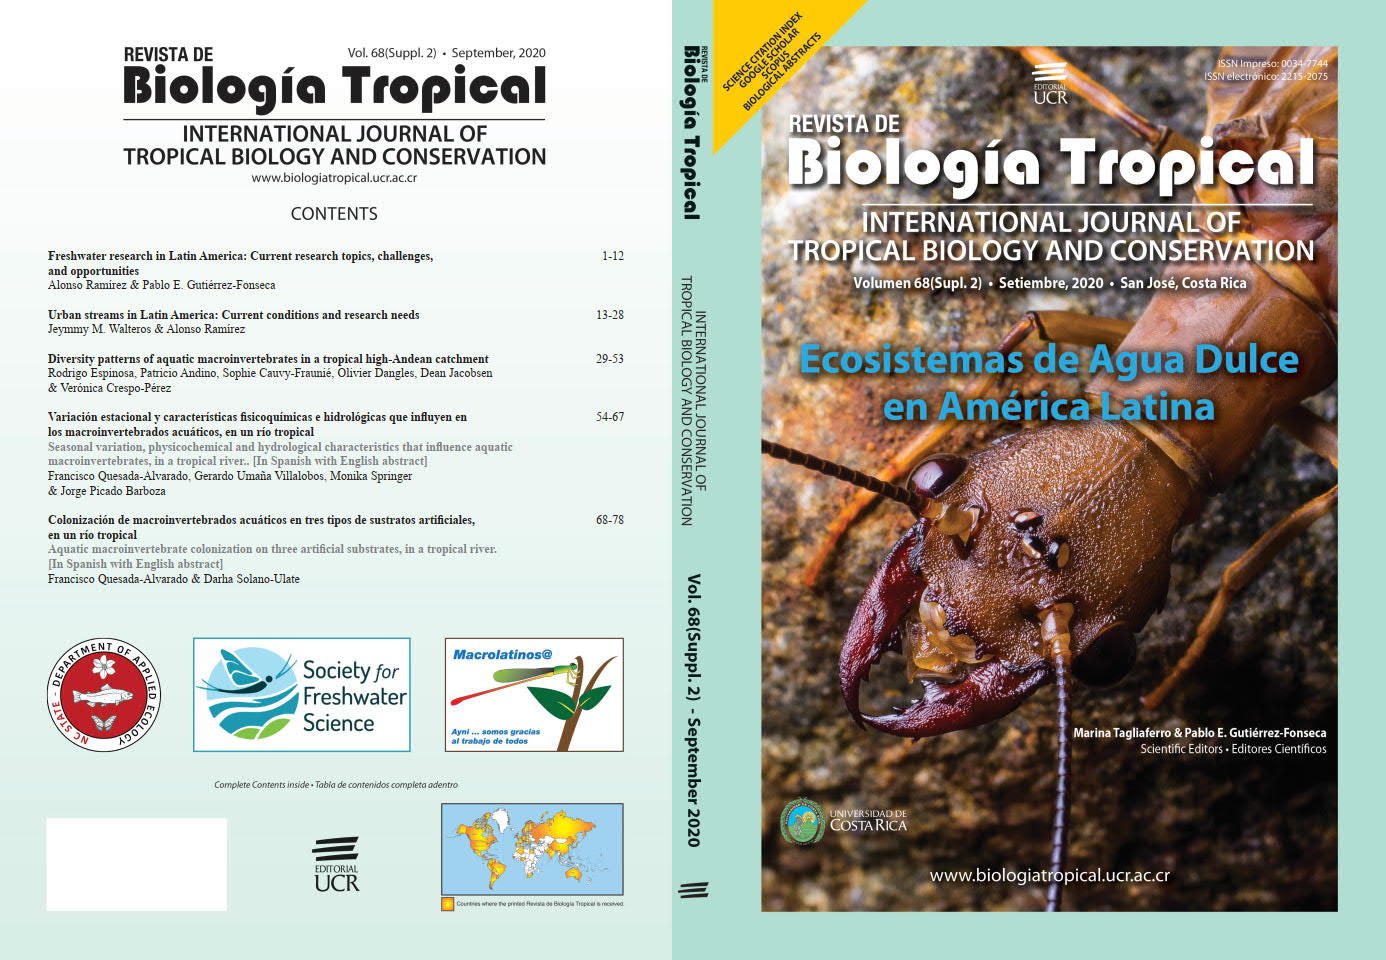 REVISTA DE
Vol. 68(Suppl. 2) • September, 2020
Biología Tropical
INTERNATIONAL JOURNAL OF
TROPICAL BIOLOGY AND CONSERVATION
www.biologiatropical.ucr.ac.cr
CONTENTS
Freshwater research in Latin America: Current research topics, challenges, 1-12
and opportunities
Alonso Ramírez & Pablo E. Gutiérrez-Fonseca
Urban streams in Latin America: Current conditions and research needs 13-28
Jeymmy M. Walteros & Alonso Ramírez
Diversity patterns of aquatic macroinvertebrates in a tropical high-Andean catchment 29-53
Rodrigo Espinosa, Patricio Andino, Sophie Cauvy-Fraunié, Olivier Dangles, Dean Jacobsen
& Verónica Crespo-Pérez
Variación estacional y características fisicoquímicas e hidrológicas que influyen en 54-67
los macroinvertebrados acuáticos, en un río tropical
Seasonal variation, physicochemical and hydrological characteristics that influence aquatic
macroinvertebrates, in a tropical river.. [In Spanish with English abstract]
Francisco Quesada-Alvarado, Gerardo Umaña Villalobos, Monika Springer
& Jorge Picado Barboza
Colonización de macroinvertebrados acuáticos en tres tipos de sustratos artificiales, 68-78
en un río tropical
Aquatic macroinvertebrate colonization on three artificial substrates, in a tropical river.
[In Spanish with English abstract]
Francisco Quesada-Alvarado & Darha Solano-Ulate
NC STATE - DEPARTMENT OF APPLIED ECOLOGY
Society for
Freshwater
Science
Macrolatinos@
Ayni ... somos gracias
al trabajo de todos
Complete Contents inside • Tabla de contenidos completa adentro
EDITORIAL
UCR
Countries where the printed Revista de Biología Tropical is received.
REVISTA DE
Biología Tropical
INTERNATIONAL JOURNAL OF
TROPICAL BIOLOGY AND CONSERVATION
Vol. 68(Suppl. 2) - September 2020
SCIENCE CITATION INDEX
GOOGLE SCHOLAR
SCOPUS
BIOLOGICAL ABSTRACTS
ISSN Impreso: 0034-7744
ISSN electrónico: 2215-2075
EDITORIAL
UCR
REVISTA DE
Biología Tropical
INTERNATIONAL JOURNAL OF
TROPICAL BIOLOGY AND CONSERVATION
Volumen 68(Supl. 2) • Setiembre, 2020 • San José, Costa Rica
Ecosistemas de Agua Dulce
en América Latina
Marina Tagliaferro & Pablo E. Gutiérrez-Fonseca
Scientific Editors • Editores Científicos
UNIVERSIDAD DE
COSTA RICA
www.biologiatropical.ucr.ac.cr